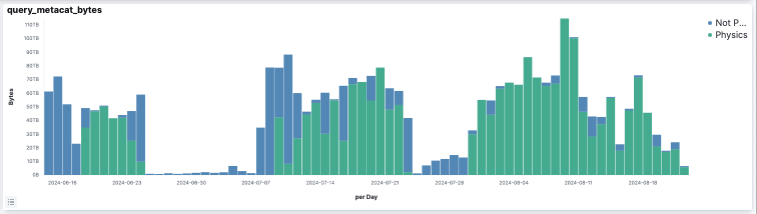 query_metacat_bytes
110TB
100TB
90TB
80TB
70TB
60TB
50TB
40TB
30TB
20TB
10TB
0B
Bytes
2024-06-16
2024-06-23
2024-06-30
2024-07-07
2024-07-14
2024-07-21
2024-07-28
2024-08-04
2024-08-11
2024-08-18
per Day
Not P...
Physics